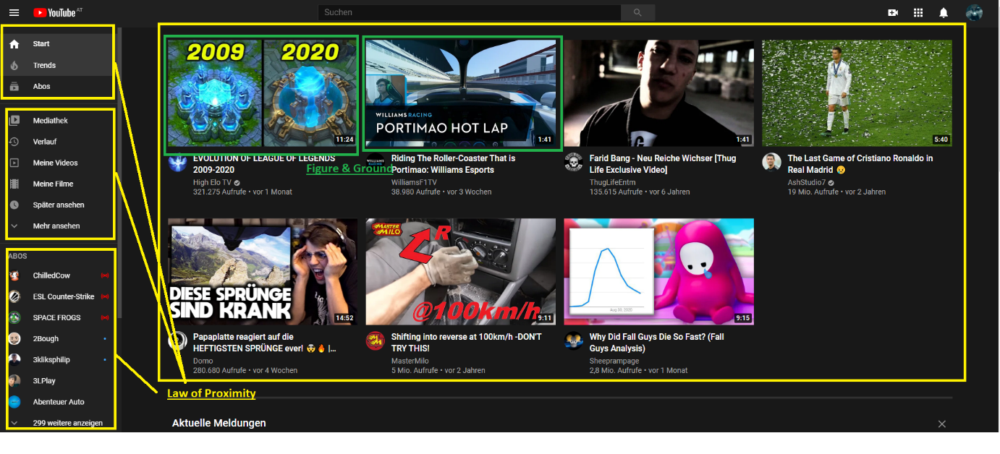 YouTube AT
Suchen
Start
Trends
Abos
Mediathek
Verlauf
Meine Videos
Meine Filme
Später ansehen
Mehr ansehen
ABOS
ChilledCow
ESL Counter-Strike
SPACE FROGS
2Bough
3kliksphilip
3LPlay
Abenteuer Auto
299 weitere anzeigen
2009 2020
11:24
EVOLUTION OF LEAGUE OF LEGENDS
2009-2020
High Elo TV
321.275 Aufrufe • vor 1 Monat
WILLIAMS RACING
PORTIMAO HOT LAP
1:41
WILLIAMS
RACING
Riding The Roller-Coaster That is
Portimao: Williams Esports
WilliamsF1TV
38.980 Aufrufe • vor 3 Wochen
Figure & Ground
1:41
Farid Bang - Neu Reiche Wichser [Thug
Life Exclusive Video]
ThugLifeEntm
135.615 Aufrufe • vor 6 Jahren
5:40
The Last Game of Cristiano Ronaldo in
Real Madrid 😥
AshStudio7
19 Mio. Aufrufe • vor 2 Jahren
DIESE SPRÜNGE
SIND KRANK
14:52
Papaplatte reagiert auf die
HEFTIGSTEN SPRÜNGE ever! 🤯🔥 |...
Domo
280.680 Aufrufe • vor 4 Wochen
MASTER
MILO
R
@100km/h
9:11
Shifting into reverse at 100km/h -DON'T
TRY THIS!
MasterMilo
5 Mio. Aufrufe • vor 2 Jahren
Aug 30, 2020
9:15
Why Did Fall Guys Die So Fast? (Fall
Guys Analysis)
Sheeprampage
2,8 Mio. Aufrufe • vor 1 Monat
Law of Proximity
Aktuelle Meldungen